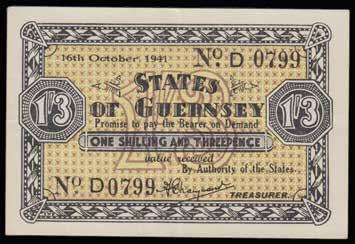 16th October, 1941
No. D 0799
STATES
OF GUERNSEY
1/3
1/3
Promise to pay the Bearer on Demand
ONE SHILLING AND THREEPENCE
value received
By Authority of the States.
No. D 0799
TREASURER.